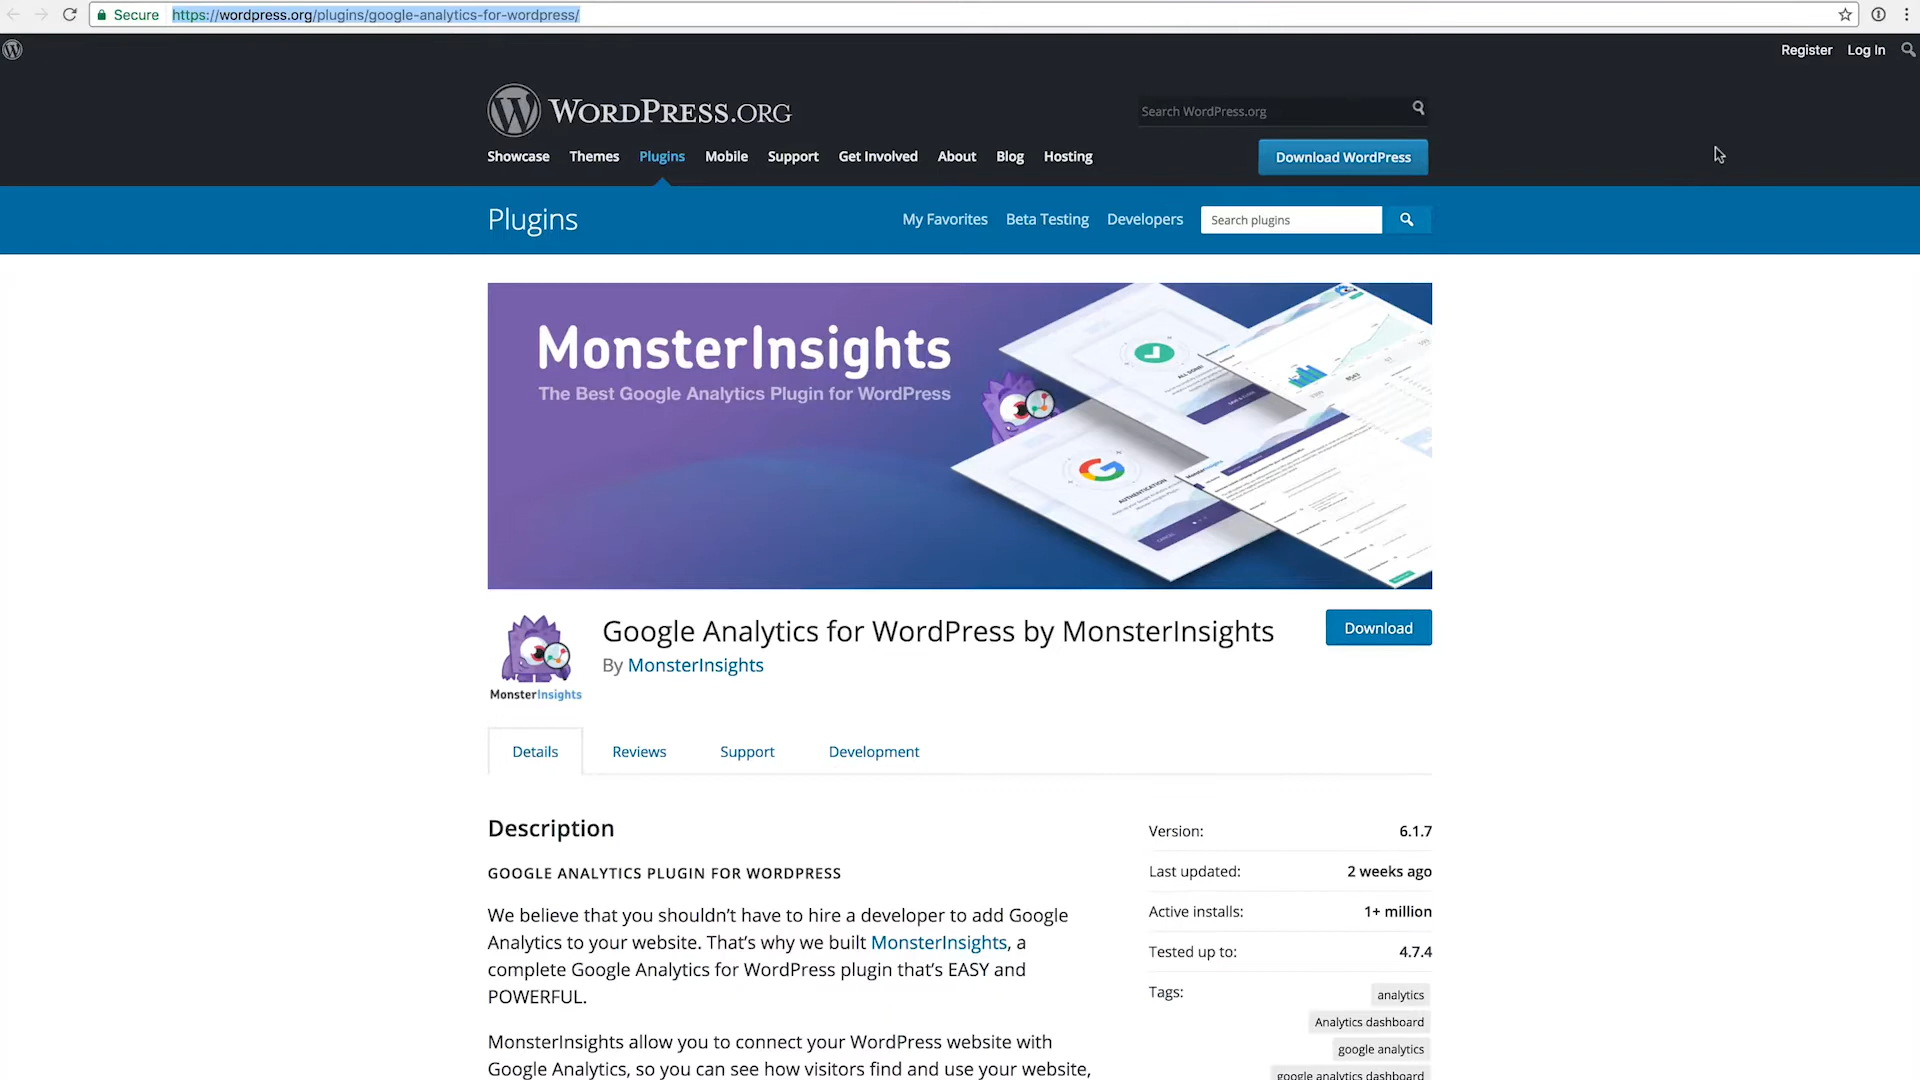 Secure https://wordpress.org/plugins/google-analytics-for-wordpress/
Register Log In
WORDPRESS.ORG
Search WordPress.org
Showcase Themes Plugins Mobile Support Get Involved About Blog Hosting
Download WordPress
Plugins
My Favorites Beta Testing Developers Search plugins
MonsterInsights
The Best Google Analytics Plugin for WordPress
ALL DONE!
AUTHENTICATION
Google Analytics for WordPress by MonsterInsights
Download
By MonsterInsights
MonsterInsights
Details Reviews Support Development
Description
GOOGLE ANALYTICS PLUGIN FOR WORDPRESS
We believe that you shouldn’t have to hire a developer to add Google
Analytics to your website. That’s why we built MonsterInsights, a
complete Google Analytics for WordPress plugin that’s EASY and
POWERFUL.
MonsterInsights allow you to connect your WordPress website with
Google Analytics, so you can see how visitors find and use your website,
Version: 6.1.7
Last updated: 2 weeks ago
Active installs: 1+ million
Tested up to: 4.7.4
Tags: analytics
Analytics dashboard
google analytics
google analytics dashboard